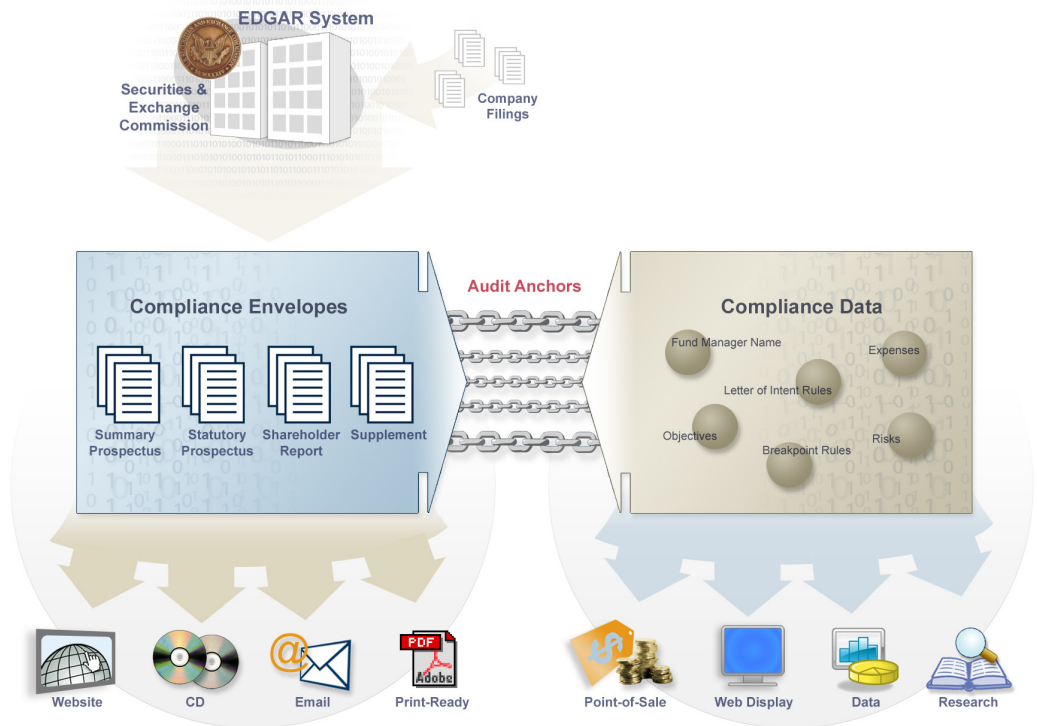 EDGAR System
Securities &
Exchange
Commission
Company
Filings
Compliance Envelopes
Summary
Prospectus
Statutory
Prospectus
Shareholder
Report
Supplement
Audit Anchors
Compliance Data
Fund Manager Name
Expenses
Letter of Intent Rules
Objectives
Risks
Breakpoint Rules
Website
CD
@
Email
PDF
Adobe
Print-Ready
$
Point-of-Sale
Web Display
Data
Research